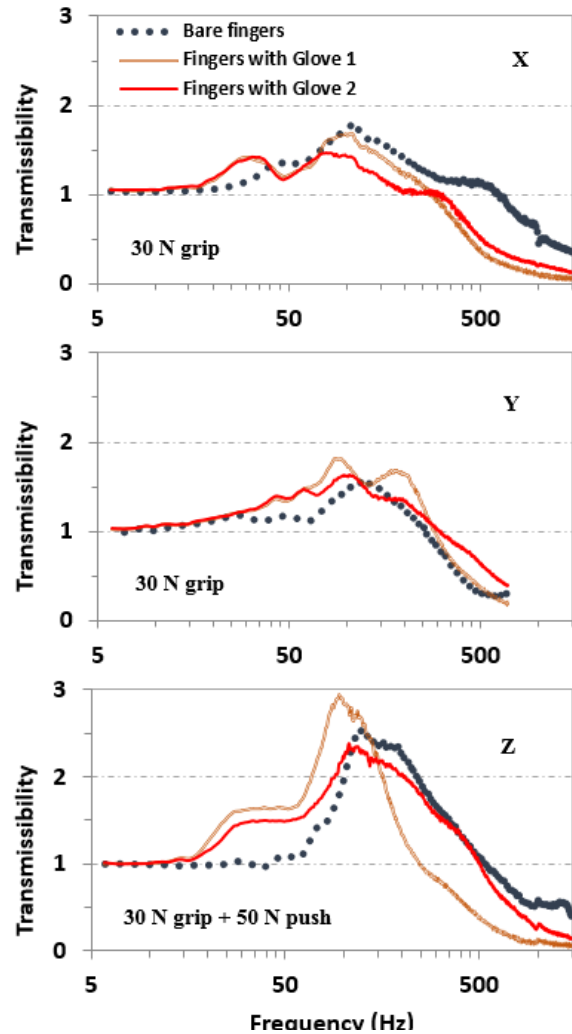 3
Bare fingers
Fingers with Glove 1
X
Fingers with Glove 2
2
Transmissibility
1
30 N grip
0
5
50
500
3
Y
2
Transmissibility
1
30 N grip
0
5
50
500
3
Z
2
Transmissibility
1
30 N grip + 50 N push
0
5
50
500
Frequency (Hz)